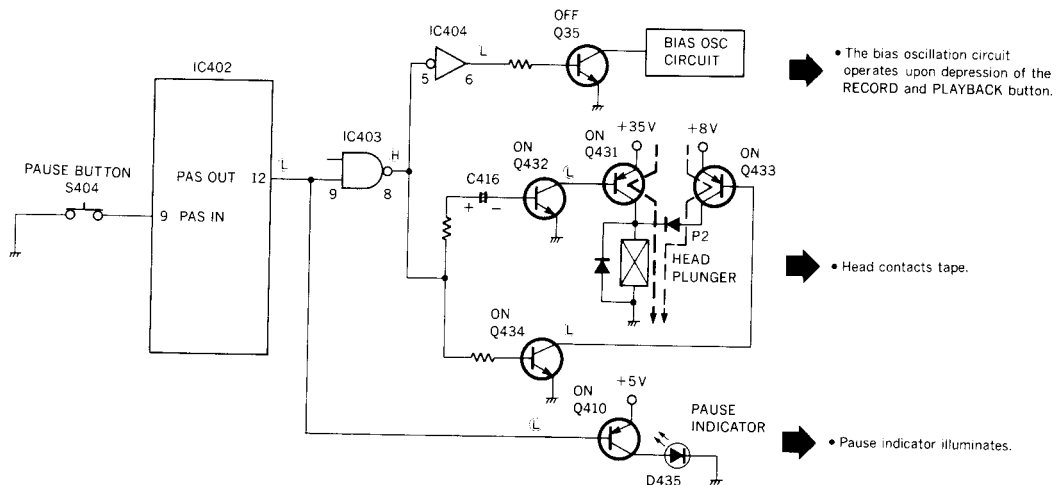 OFF
Q35
IC404
L
5
6
BIAS OSC
CIRCUIT
• The bias oscillation circuit
operates upon depression of the
RECORD and PLAYBACK button.
IC402
IC403
H
9
8
PAUSE BUTTON
S404
PAS OUT 12
L
9 PAS IN
ON
Q432
C416
+ −
L
ON
Q431
+35V
+8V
ON
Q433
P2
HEAD
PLUNGER
• Head contacts tape.
ON
Q434
L
ON
Q410
+5V
L
PAUSE
INDICATOR
D435
• Pause indicator illuminates.